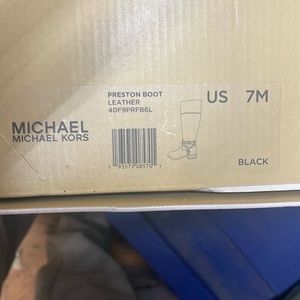 PRESTON BOOT
LEATHER
40F9PRFB6L
US 7M
MICHAEL
MICHAEL KORS
BLACK